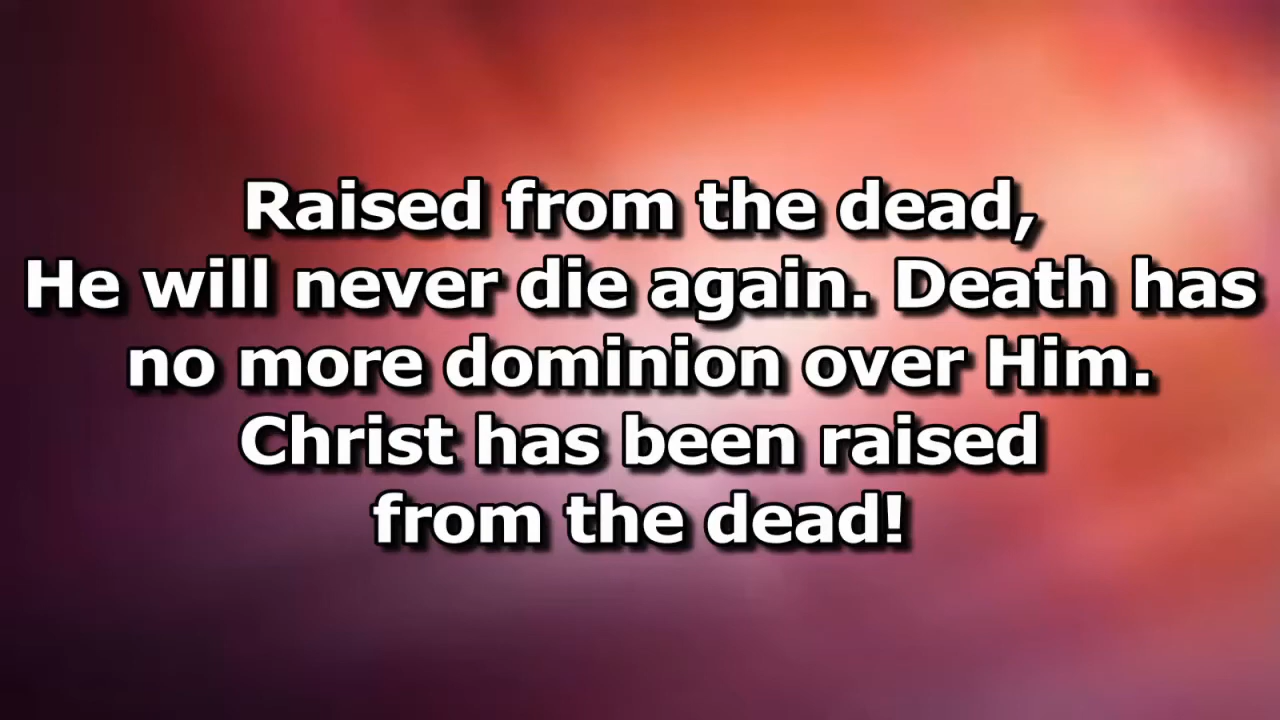 Raised from the dead,
He will never die again. Death has
no more dominion over Him.
Christ has been raised
from the dead!